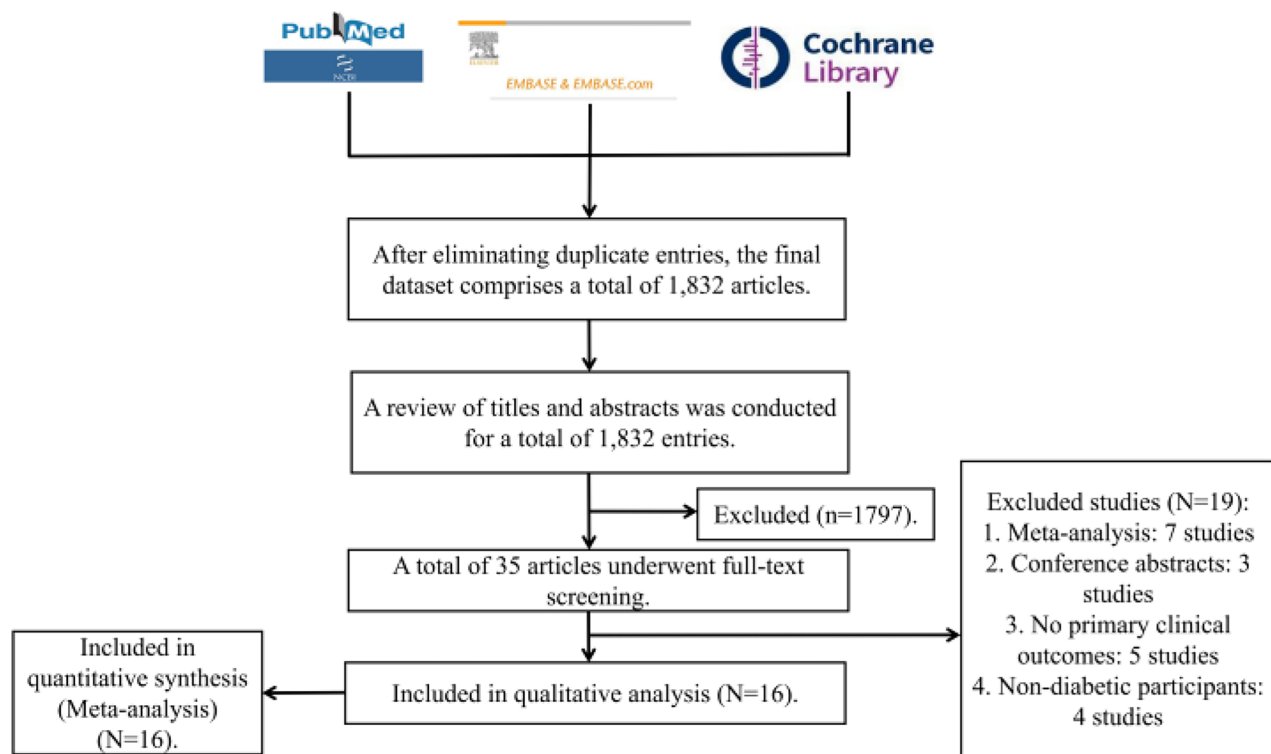 PubMed
NCBI
ELSEVIER
EMBASE & EMBASE.com
Cochrane
Library
After eliminating duplicate entries, the final
dataset comprises a total of 1,832 articles.
A review of titles and abstracts was conducted
for a total of 1,832 entries.
Excluded (n=1797).
A total of 35 articles underwent full-text
screening.
Excluded studies (N=19):
1. Meta-analysis: 7 studies
2. Conference abstracts: 3
studies
3. No primary clinical
outcomes: 5 studies
4. Non-diabetic participants:
4 studies
Included in qualitative analysis (N=16).
Included in
quantitative synthesis
(Meta-analysis)
(N=16).